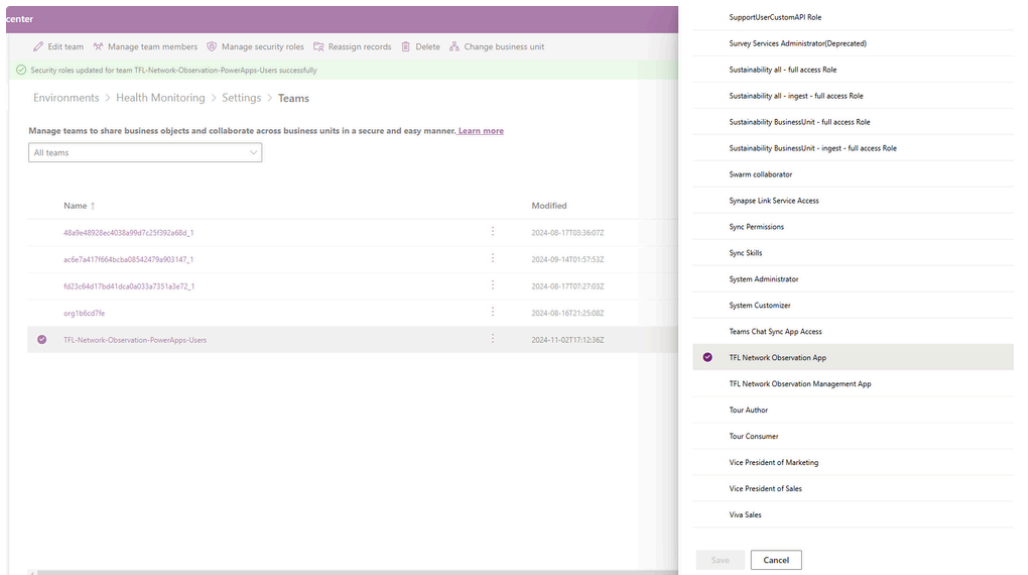 center
Edit team Manage team members Manage security roles Reassign records Delete Change business unit
Security roles updated for team TFL-Network-Observation-PowerApps-Users successfully
Environments > Health Monitoring > Settings > Teams
Manage teams to share business objects and collaborate across business units in a secure and easy manner. Learn more
All teams
Name ↑ Modified
48a9e48928ec4038a99d7c25f392a68d_1 2024-08-17T03:36:07Z
ac6e7a417f664bcba08542479a903147_1 2024-09-14T01:57:53Z
fd23c64d17bd41dca0a033a7351a3e72_1 2024-08-17T07:27:03Z
org1b6cd7fe 2024-08-16T21:25:08Z
TFL-Network-Observation-PowerApps-Users 2024-11-02T17:12:36Z
SupportUserCustomAPI Role
Survey Services Administrator(Deprecated)
Sustainability all - full access Role
Sustainability all - ingest - full access Role
Sustainability BusinessUnit - full access Role
Sustainability BusinessUnit - ingest - full access Role
Swarm collaborator
Synapse Link Service Access
Sync Permissions
Sync Skills
System Administrator
System Customizer
Teams Chat Sync App Access
TFL Network Observation App
TFL Network Observation Management App
Tour Author
Tour Consumer
Vice President of Marketing
Vice President of Sales
Viva Sales
Save Cancel